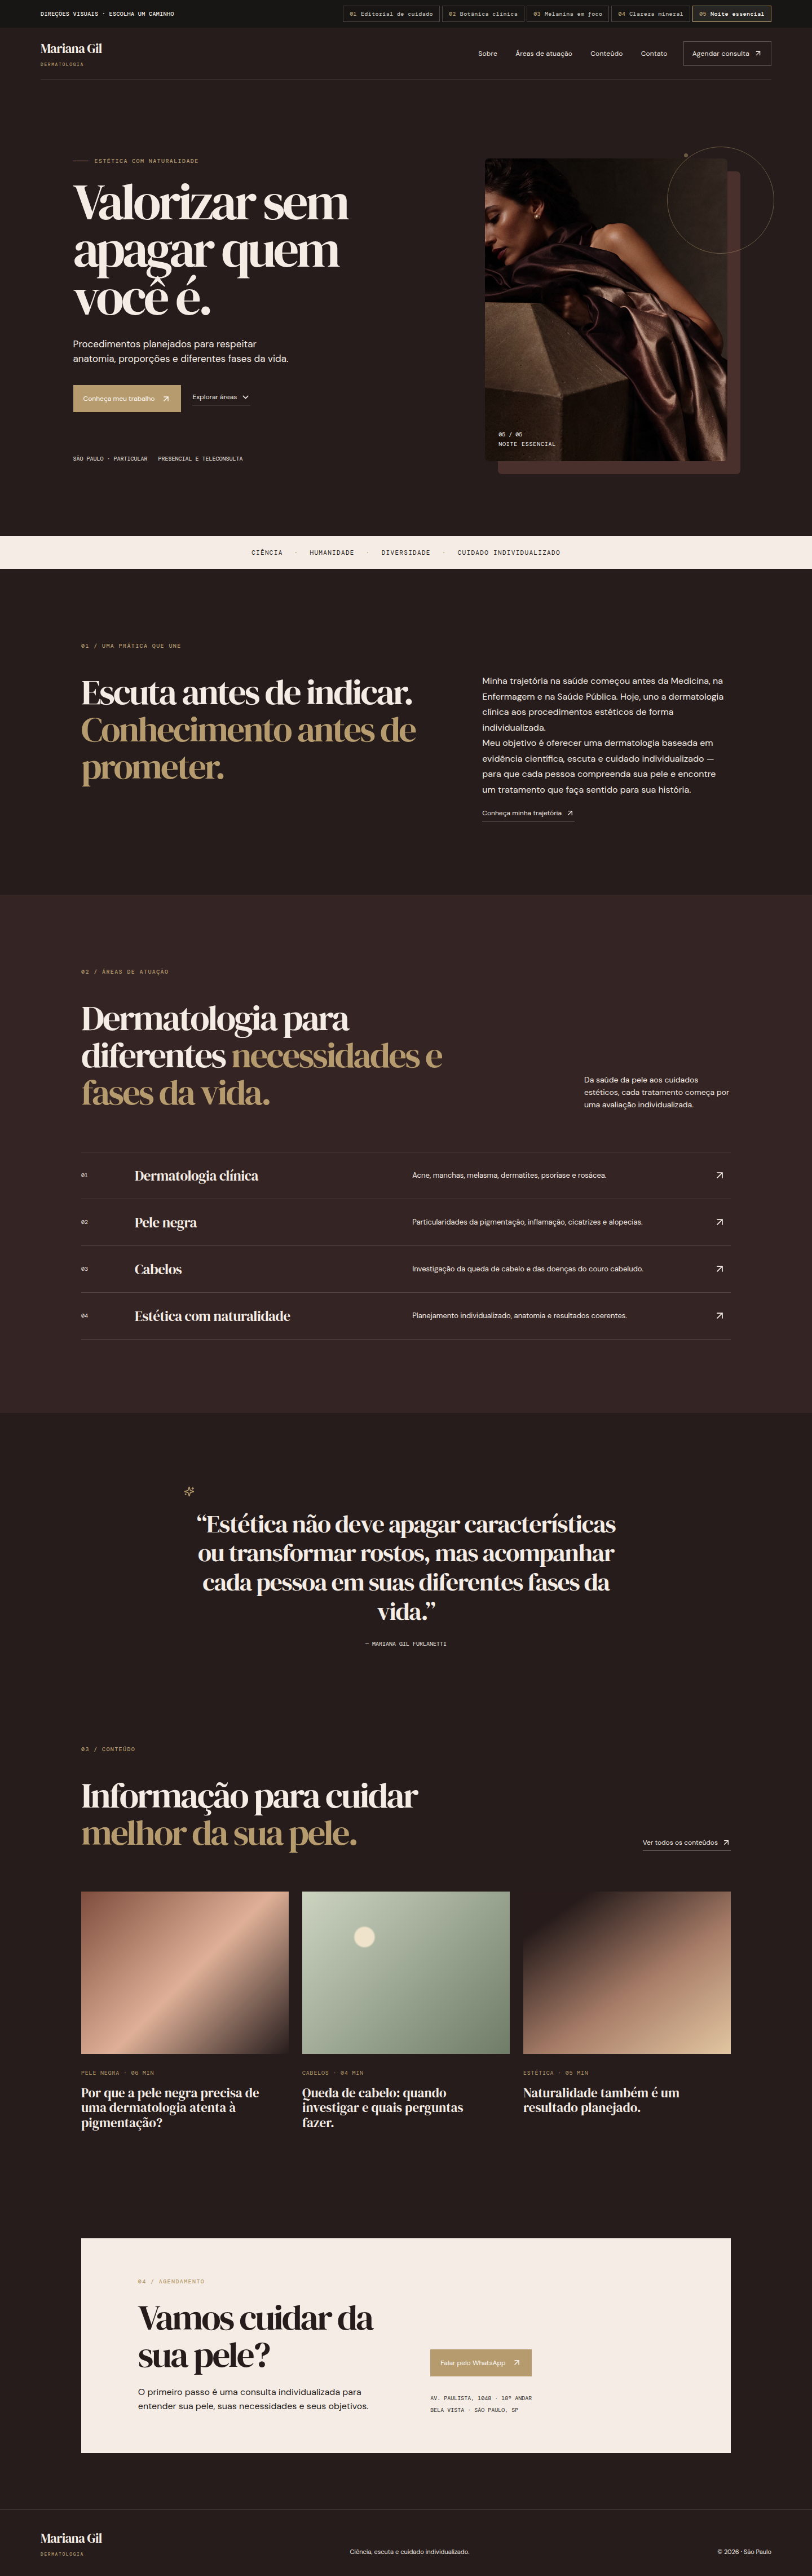 DIREÇÕES VISUAIS · ESCOLHA UM CAMINHO
01 Editorial de cuidado
02 Botânica clínica
03 Melanina em foco
04 Clareza mineral
05 Noite essencial
Mariana Gil
DERMATOLOGIA
Sobre
Áreas de atuação
Conteúdo
Contato
Agendar consulta
ESTÉTICA COM NATURALIDADE
Valorizar sem
apagar quem
você é.
Procedimentos planejados para respeitar
anatomia, proporções e diferentes fases da vida.
Conheça meu trabalho
Explorar áreas
SÃO PAULO · PARTICULAR
PRESENCIAL E TELECONSULTA
05 / 05
NOITE ESSENCIAL
CIÊNCIA · HUMANIDADE · DIVERSIDADE · CUIDADO INDIVIDUALIZADO
01 / UMA PRÁTICA QUE UNE
Escuta antes de indicar.
Conhecimento antes de
prometer.
Minha trajetória na saúde começou antes da Medicina, na
Enfermagem e na Saúde Pública. Hoje, uno a dermatologia
clínica aos procedimentos estéticos de forma
individualizada.
Meu objetivo é oferecer uma dermatologia baseada em
evidência científica, escuta e cuidado individualizado —
para que cada pessoa compreenda sua pele e encontre
um tratamento que faça sentido para sua história.
Conheça minha trajetória
02 / ÁREAS DE ATUAÇÃO
Dermatologia para
diferentes necessidades e
fases da vida.
Da saúde da pele aos cuidados
estéticos, cada tratamento começa por
uma avaliação individualizada.
01
Dermatologia clínica
Acne, manchas, melasma, dermatites, psoríase e rosácea.
02
Pele negra
Particularidades da pigmentação, inflamação, cicatrizes e alopecias.
03
Cabelos
Investigação da queda de cabelo e das doenças do couro cabeludo.
04
Estética com naturalidade
Planejamento individualizado, anatomia e resultados coerentes.
“Estética não deve apagar características
ou transformar rostos, mas acompanhar
cada pessoa em suas diferentes fases da
vida.”
— MARIANA GIL FURLANETTI
03 / CONTEÚDO
Informação para cuidar
melhor da sua pele.
Ver todos os conteúdos
PELE NEGRA · 06 MIN
Por que a pele negra precisa de
uma dermatologia atenta à
pigmentação?
CABELOS · 04 MIN
Queda de cabelo: quando
investigar e quais perguntas
fazer.
ESTÉTICA · 05 MIN
Naturalidade também é um
resultado planejado.
04 / AGENDAMENTO
Vamos cuidar da
sua pele?
O primeiro passo é uma consulta individualizada para
entender sua pele, suas necessidades e seus objetivos.
Falar pelo WhatsApp
AV. PAULISTA, 1048 · 18º ANDAR
BELA VISTA · SÃO PAULO, SP
Mariana Gil
DERMATOLOGIA
Ciência, escuta e cuidado individualizado.
© 2026 · São Paulo